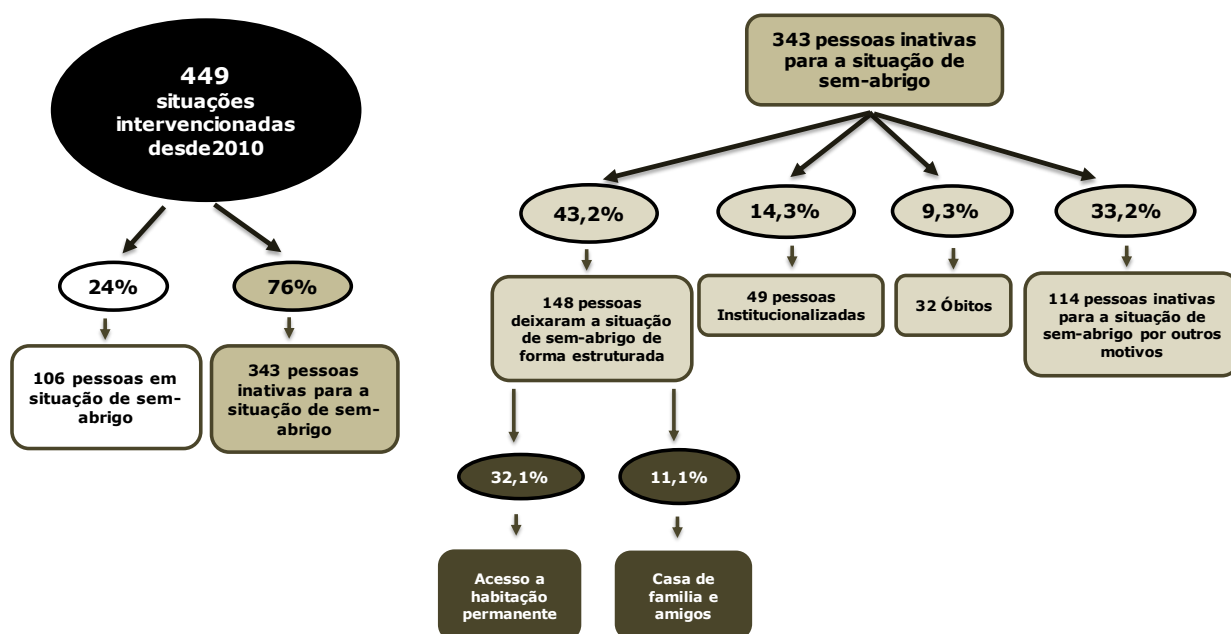 449
situações
intervencionadas
desde2010
24%
76%
106 pessoas em
situação de sem-
abrigo
343 pessoas
inativas para a
situação de sem-
abrigo
343 pessoas inativas
para a situação de
sem-abrigo
43,2%
14,3%
9,3%
33,2%
148 pessoas
deixaram a situação
de sem-abrigo de
forma estruturada
49 pessoas
Institucionalizadas
32 Óbitos
114 pessoas inativas
para a situação de
sem-abrigo por outros
motivos
32,1%
11,1%
Acesso a
habitação
permanente
Casa de
familia e
amigos